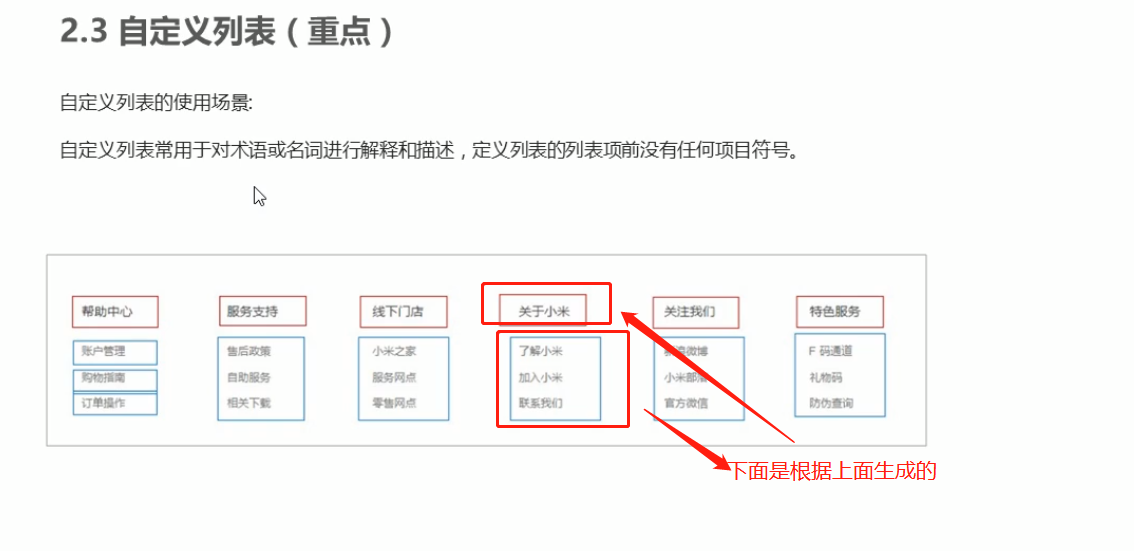 2.3 自定义列表（重点）
自定义列表的使用场景:
自定义列表常用于对术语或名词进行解释和描述，定义列表的列表项前没有任何项目符号。
帮助中心 服务支持 线下门店 关于小米 关注我们 特色服务
账户管理 售后政策 小米之家 了解小米 微博 F 码通道
购物指南 自助服务 服务网点 加入小米 小米部落 礼物码
订单操作 相关下载 零售网点 联系我们 官方微信 防伪查询
下面是根据上面生成的